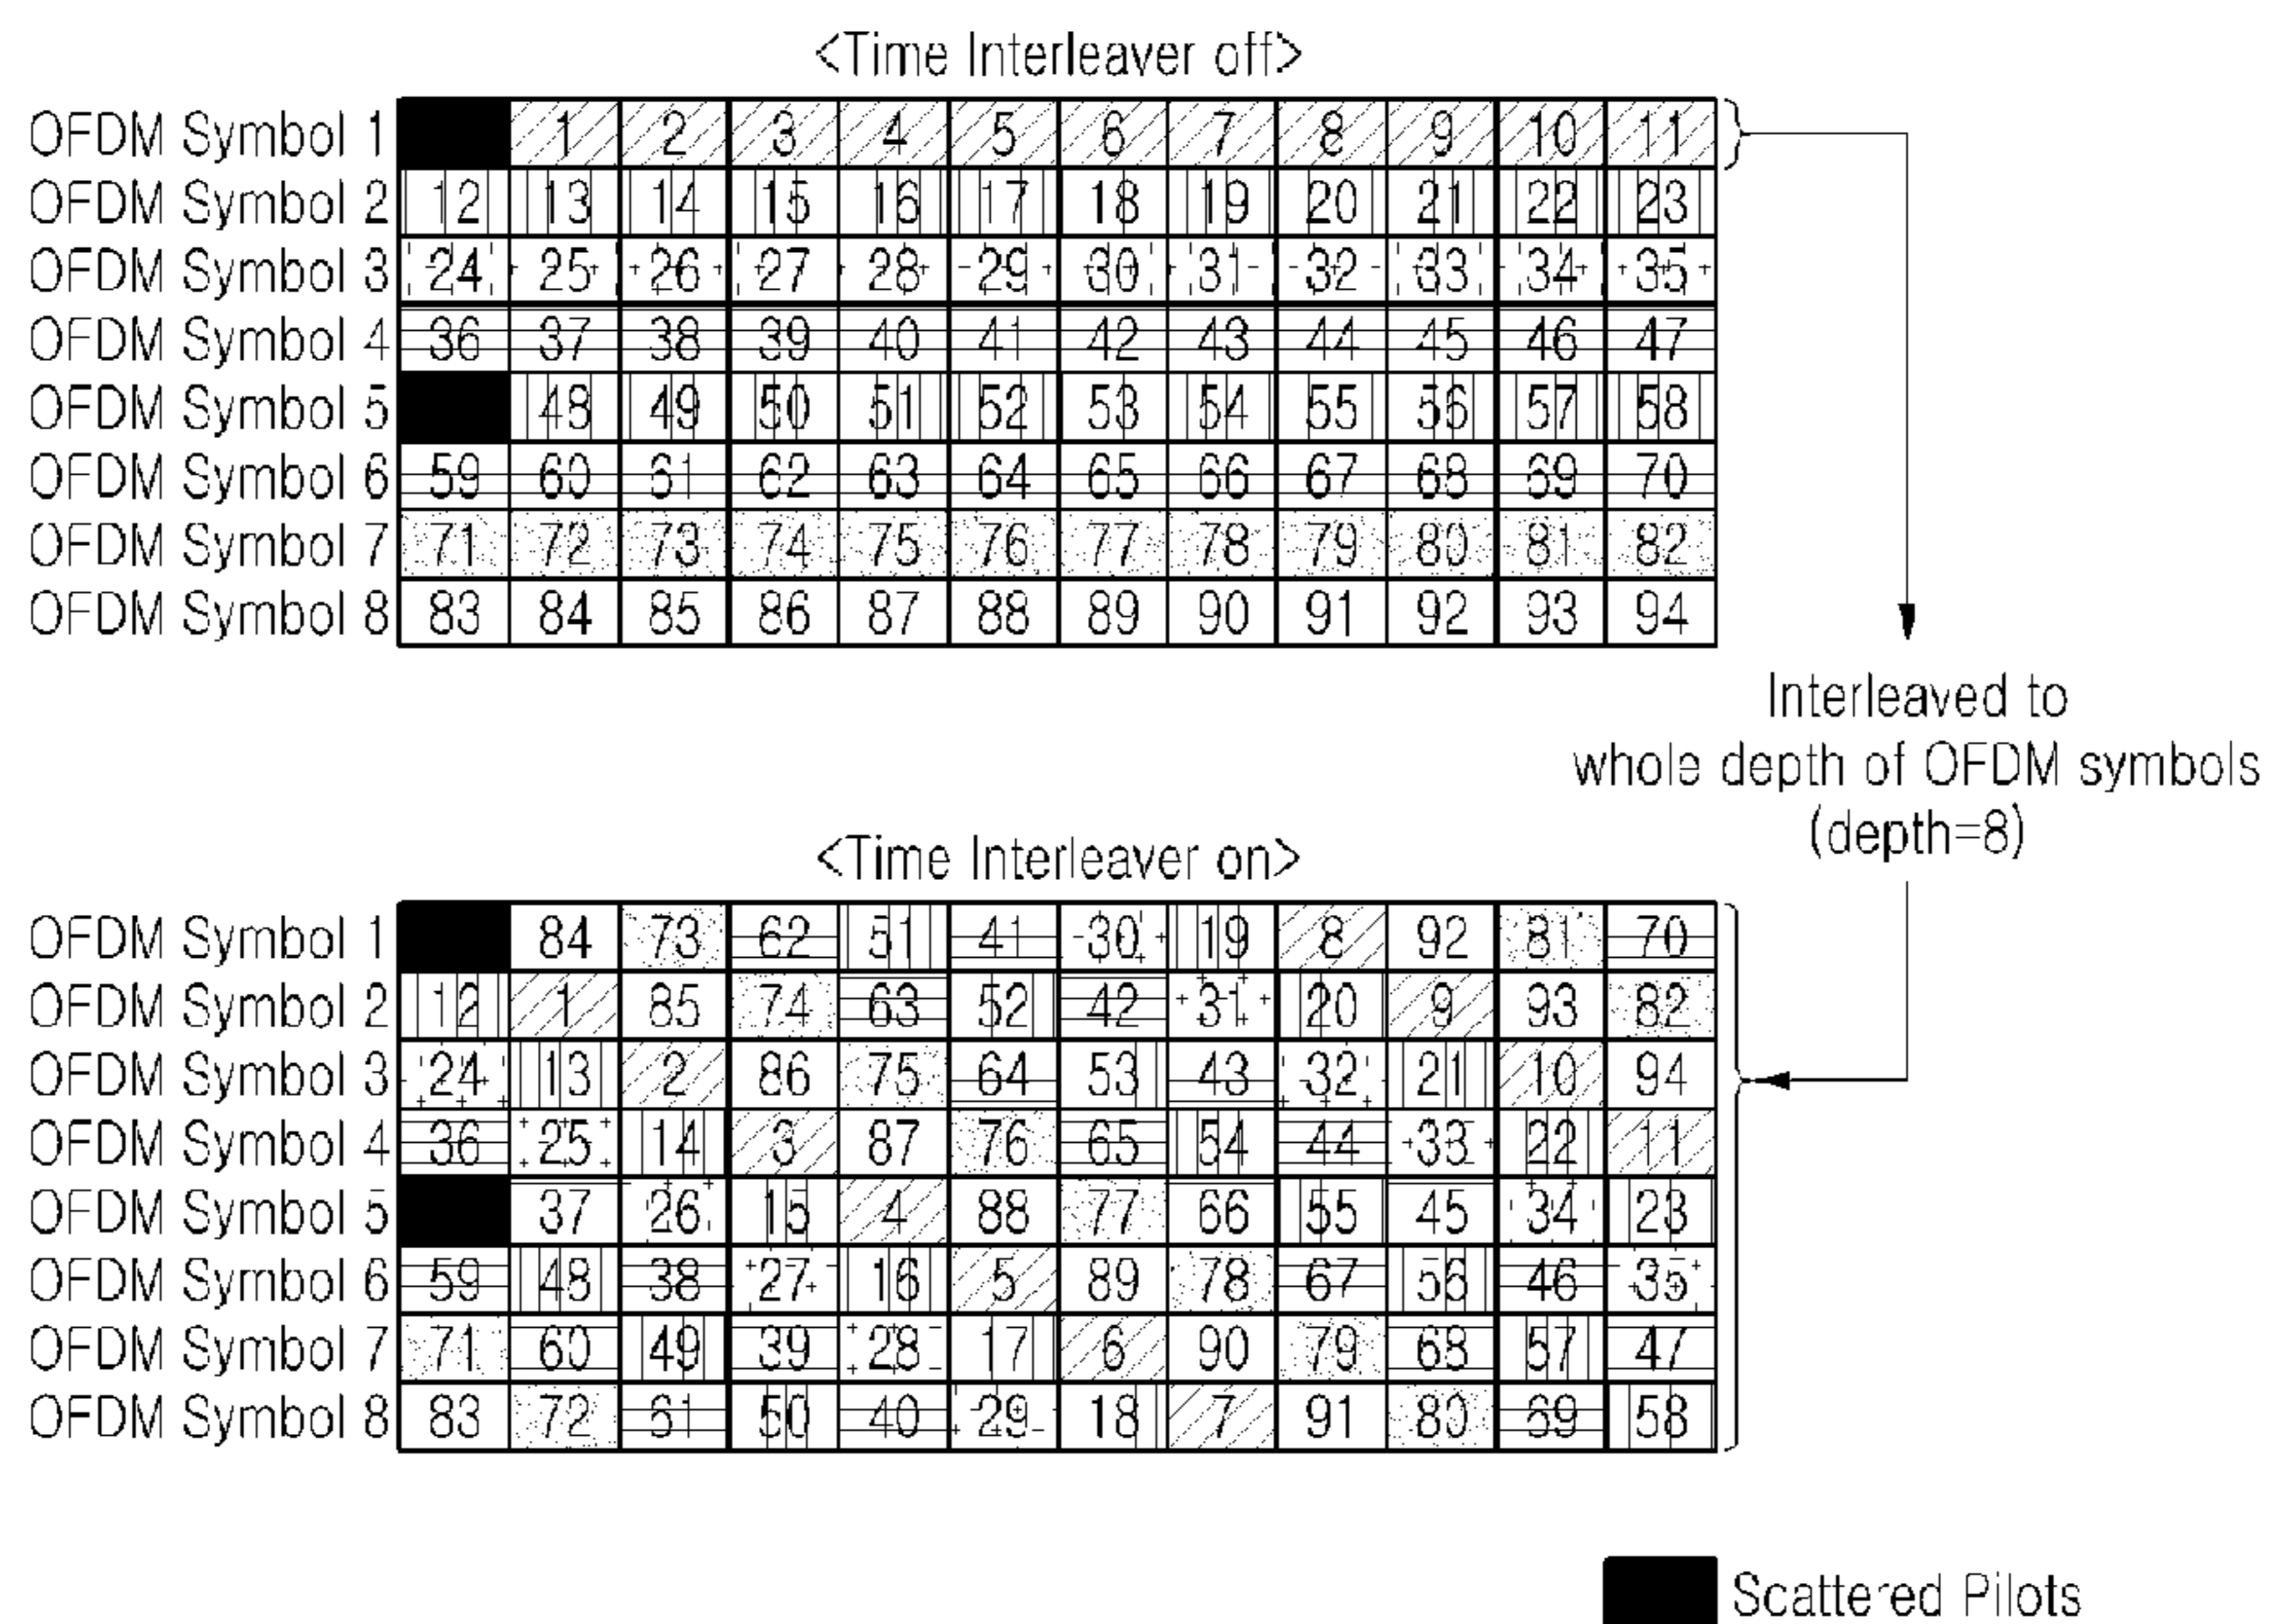 <Time Interleaver off>
OFDM Symbol 1 1 2 3 4 5 6 7 8 9 10 11
OFDM Symbol 2 12 13 14 15 16 17 18 19 20 21 22 23
OFDM Symbol 3 24 25 26 27 28 29 30 31 32 33 34 35
OFDM Symbol 4 36 37 38 39 40 41 42 43 44 45 46 47
OFDM Symbol 5 48 49 50 51 52 53 54 55 56 57 58
OFDM Symbol 6 59 60 61 62 63 64 65 66 67 68 69 70
OFDM Symbol 7 71 72 73 74 75 76 77 78 79 80 81 82
OFDM Symbol 8 83 84 85 86 87 88 89 90 91 92 93 94
Interleaved to
whole depth of OFDM symbols
(depth=8)
<Time Interleaver on>
OFDM Symbol 1 84 73 62 51 41 30 19 8 92 81 70
OFDM Symbol 2 12 1 85 74 63 52 42 31 20 9 93 82
OFDM Symbol 3 24 13 2 86 75 64 53 43 32 21 10 94
OFDM Symbol 4 36 25 14 3 87 76 65 54 44 33 22 11
OFDM Symbol 5 37 26 15 4 88 77 66 55 45 34 23
OFDM Symbol 6 59 48 38 27 16 5 89 78 67 56 46 35
OFDM Symbol 7 71 60 49 39 28 17 6 90 79 68 57 47
OFDM Symbol 8 83 72 61 50 40 29 18 7 91 80 69 58
Scattered Pilots